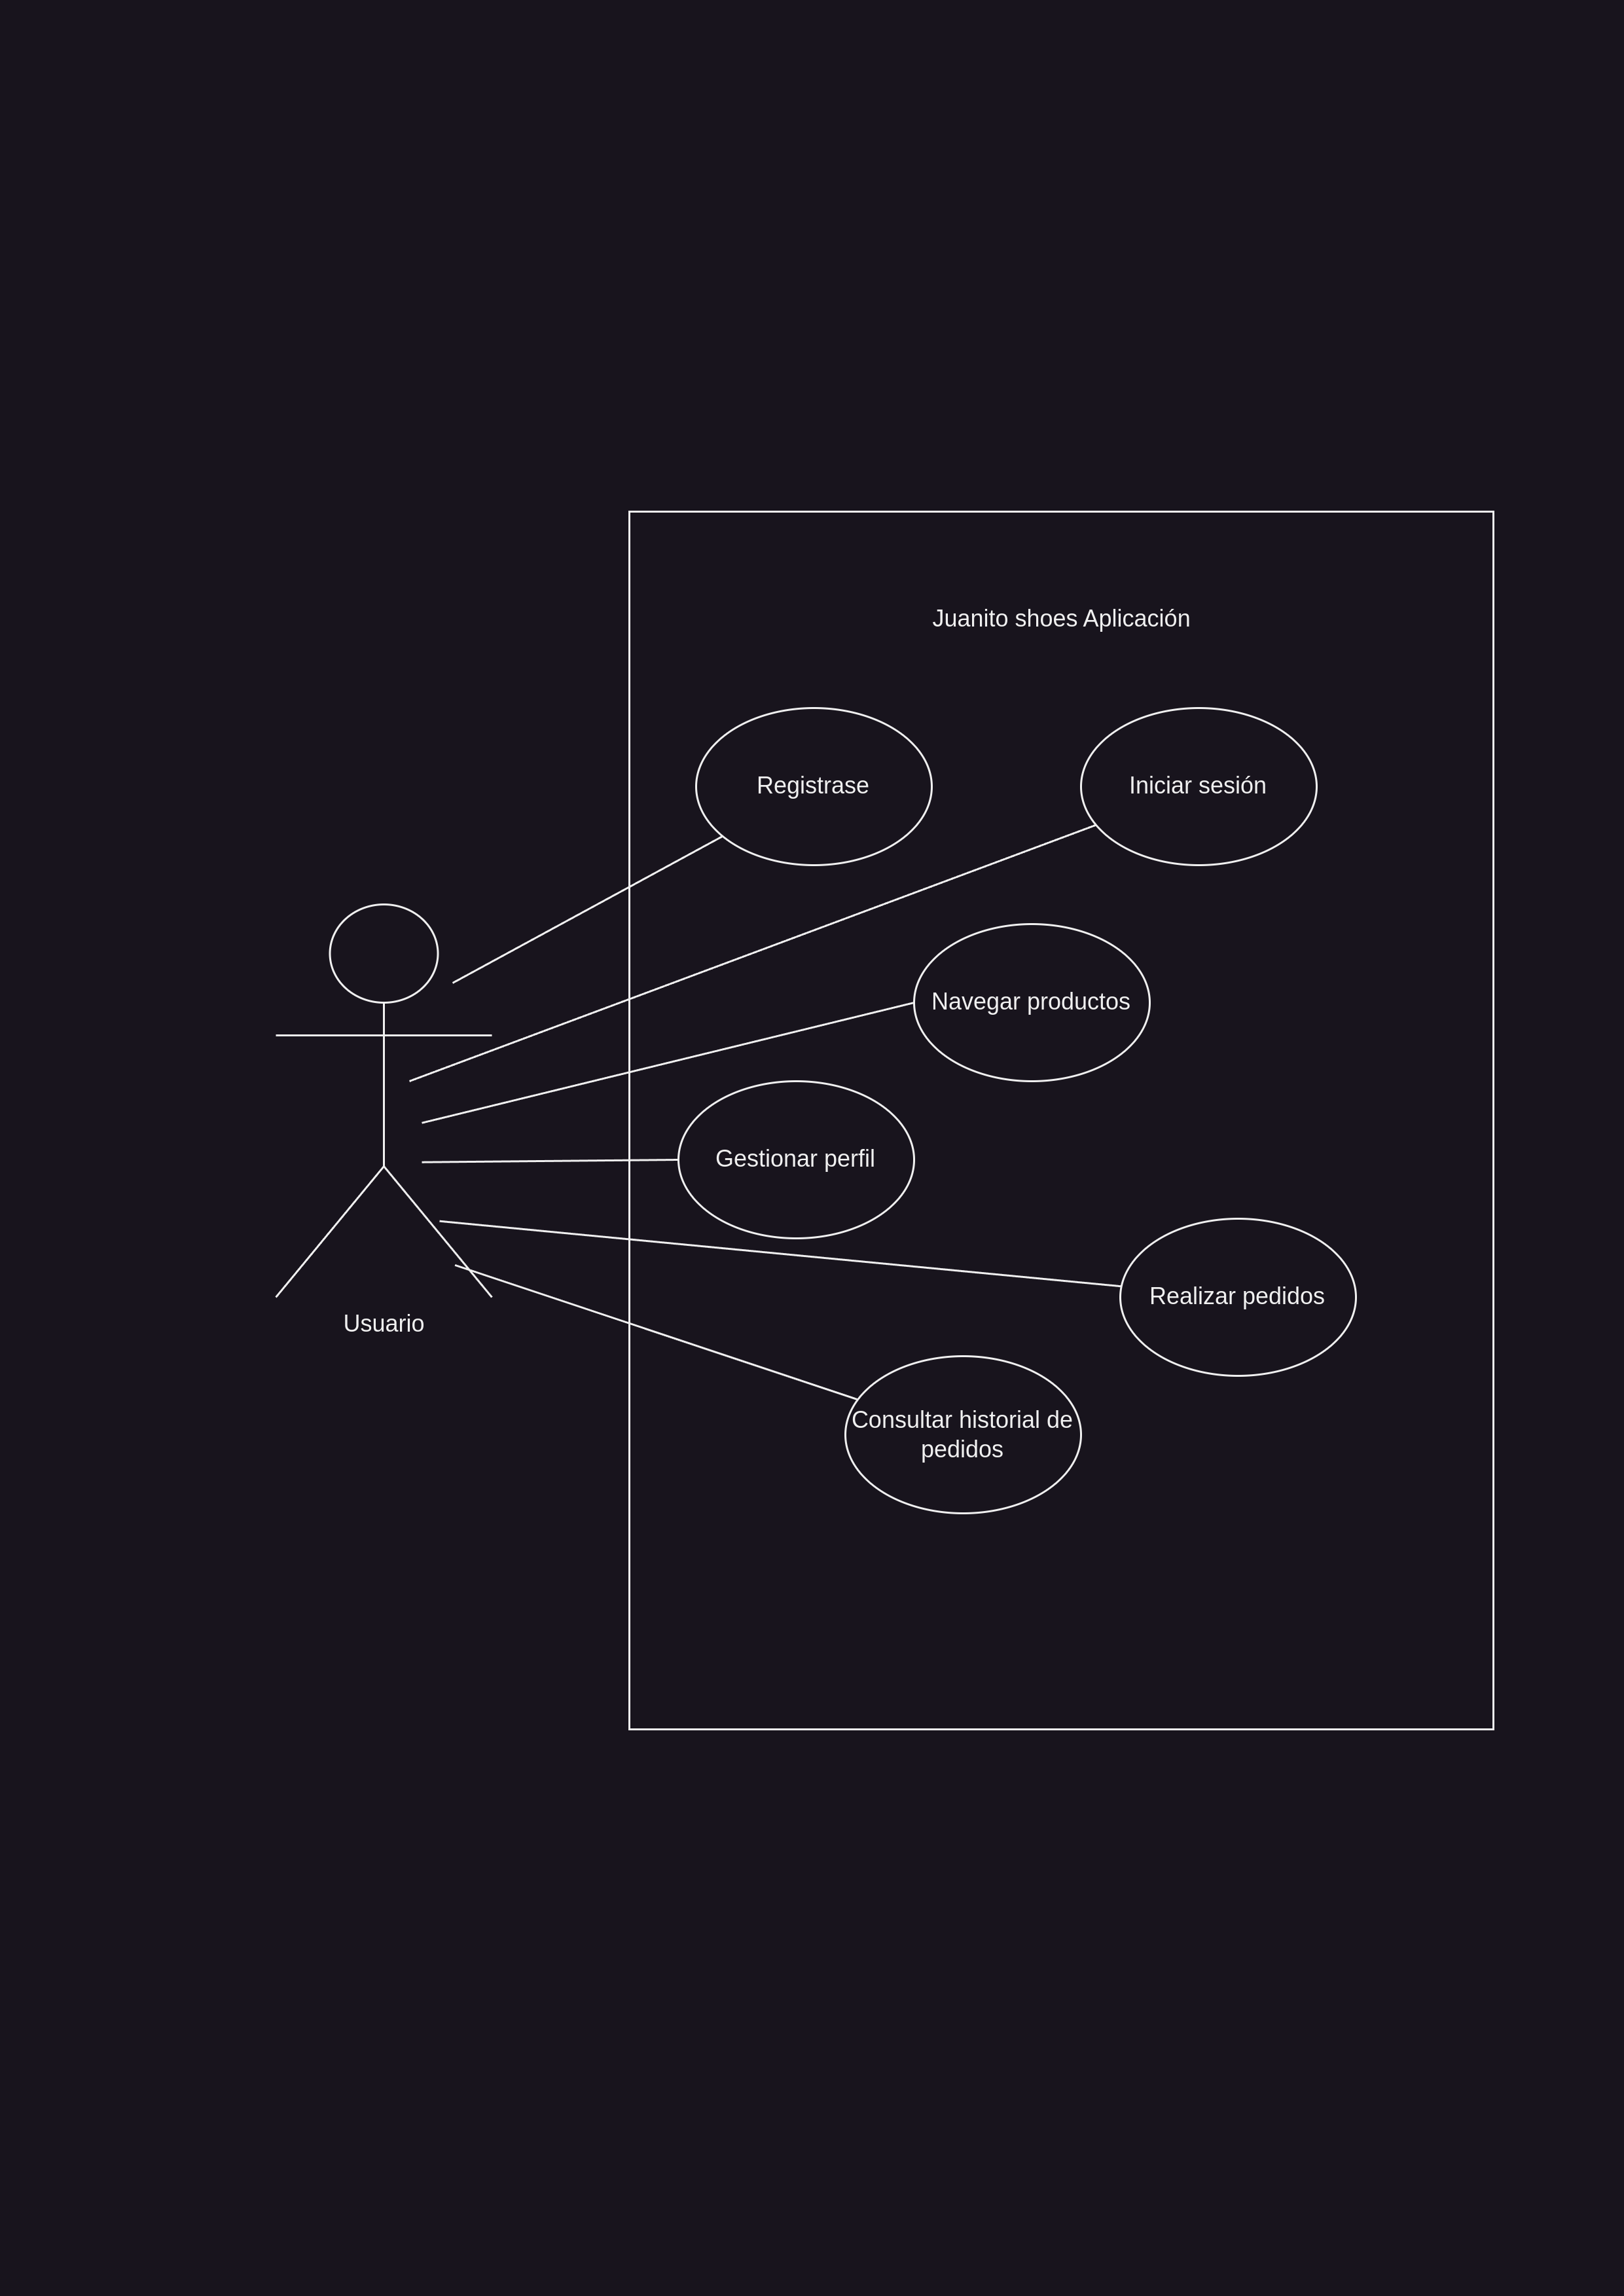 Juanito shoes Aplicación
Registrase
Iniciar sesión
Navegar productos
Gestionar perfil
Realizar pedidos
Usuario
Consultar historial de
pedidos